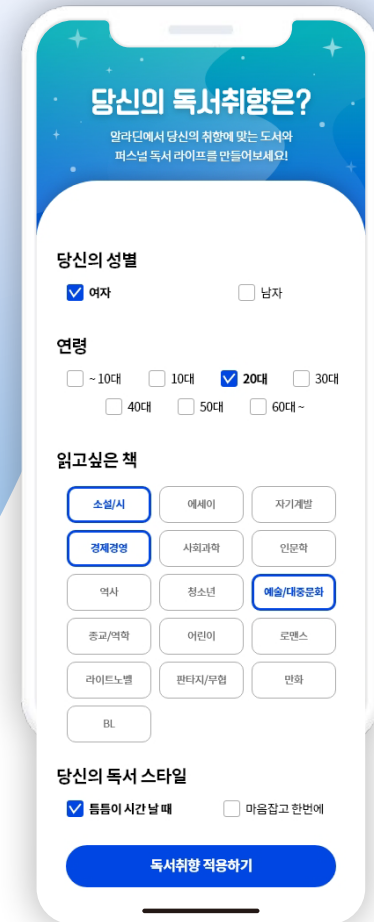 당신의 독서취향은?
알라딘에서 당신의 취향에 맞는 도서와
퍼스널 독서 라이프를 만들어보세요!
당신의 성별
여자 남자
연령
~ 10대 10대 20대 30대
40대 50대 60대 ~
읽고싶은 책
소설/시 에세이 자기계발
경제경영 사회과학 인문학
역사 청소년 예술/대중문화
종교/역학 어린이 로맨스
라이트노벨 판타지/무협 만화
BL
당신의 독서 스타일
틈틈이 시간 날 때 마음잡고 한번에
독서취향 적용하기